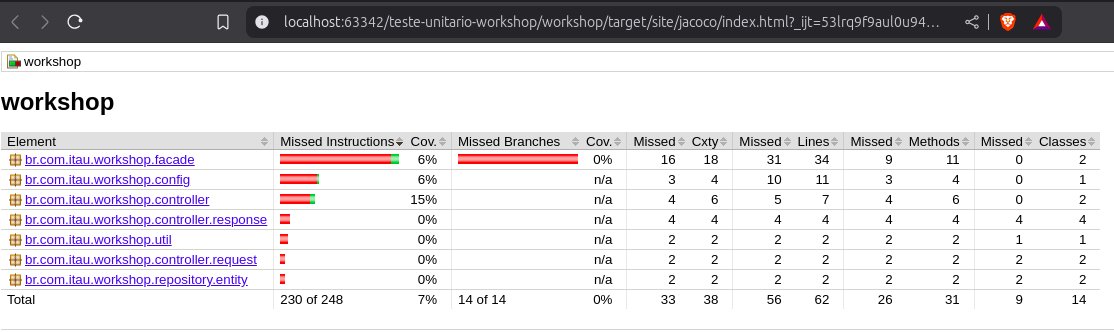 localhost:63342/teste-unitario-workshop/workshop/target/site/jacoco/index.html?_ijt=53lrq9f9aul0u94...
workshop
workshop
Element Missed Instructions Cov. Missed Branches Cov. Missed Cxty Missed Lines Missed Methods Missed Classes
br.com.itau.workshop.facade 6% 0% 16 18 31 34 9 11 0 2
br.com.itau.workshop.config 6% n/a 3 4 10 11 3 4 0 1
br.com.itau.workshop.controller 15% n/a 4 6 5 7 4 6 0 2
br.com.itau.workshop.controller.response 0% n/a 4 4 4 4 4 4 4 4
br.com.itau.workshop.util 0% n/a 2 2 2 2 2 2 1 1
br.com.itau.workshop.controller.request 0% n/a 2 2 2 2 2 2 2 2
br.com.itau.workshop.repository.entity 0% n/a 2 2 2 2 2 2 2 2
Total 230 of 248 7% 14 of 14 0% 33 38 56 62 26 31 9 14